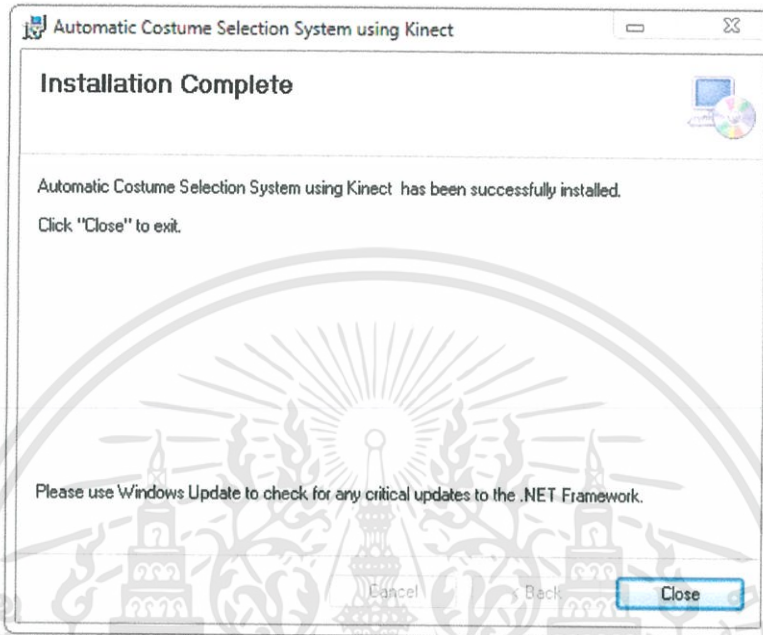 Automatic Costume Selection System using Kinect
Installation Complete
Automatic Costume Selection System using Kinect has been successfully installed.
Click "Close" to exit.
Please use Windows Update to check for any critical updates to the .NET Framework.
Cancel < Back Close